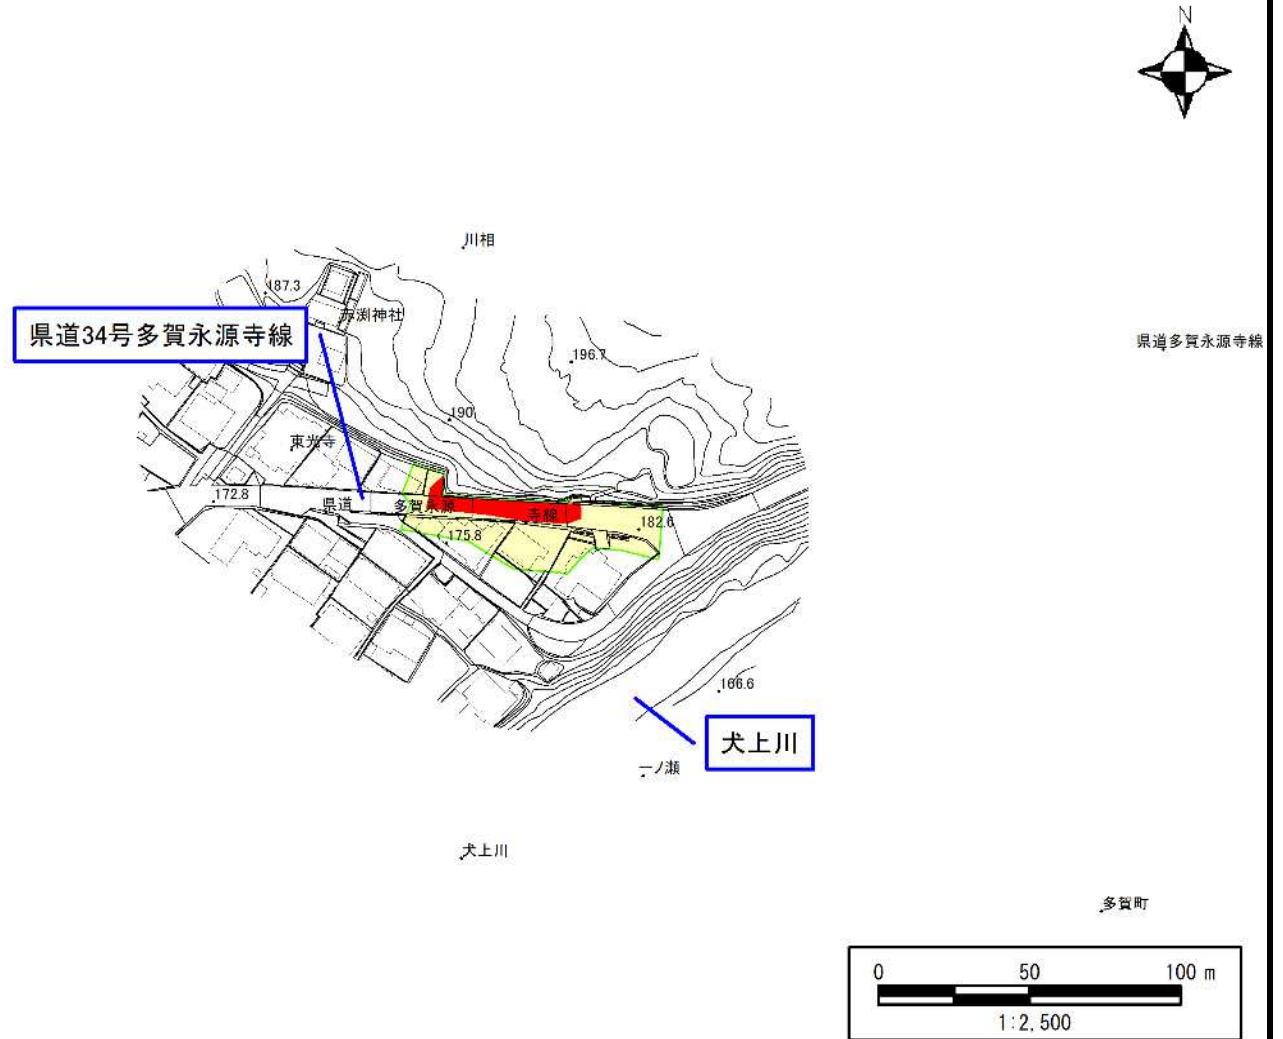 N
川相
187.3
赤渕神社
県道34号多賀永源寺線
県道多賀永源寺線
196.7
190
東光寺
172.8
県道 多賀永源 寺線
182.6
175.8
166.6
犬上川
一ノ瀬
犬上川
多賀町
0 50 100 m
1:2,500